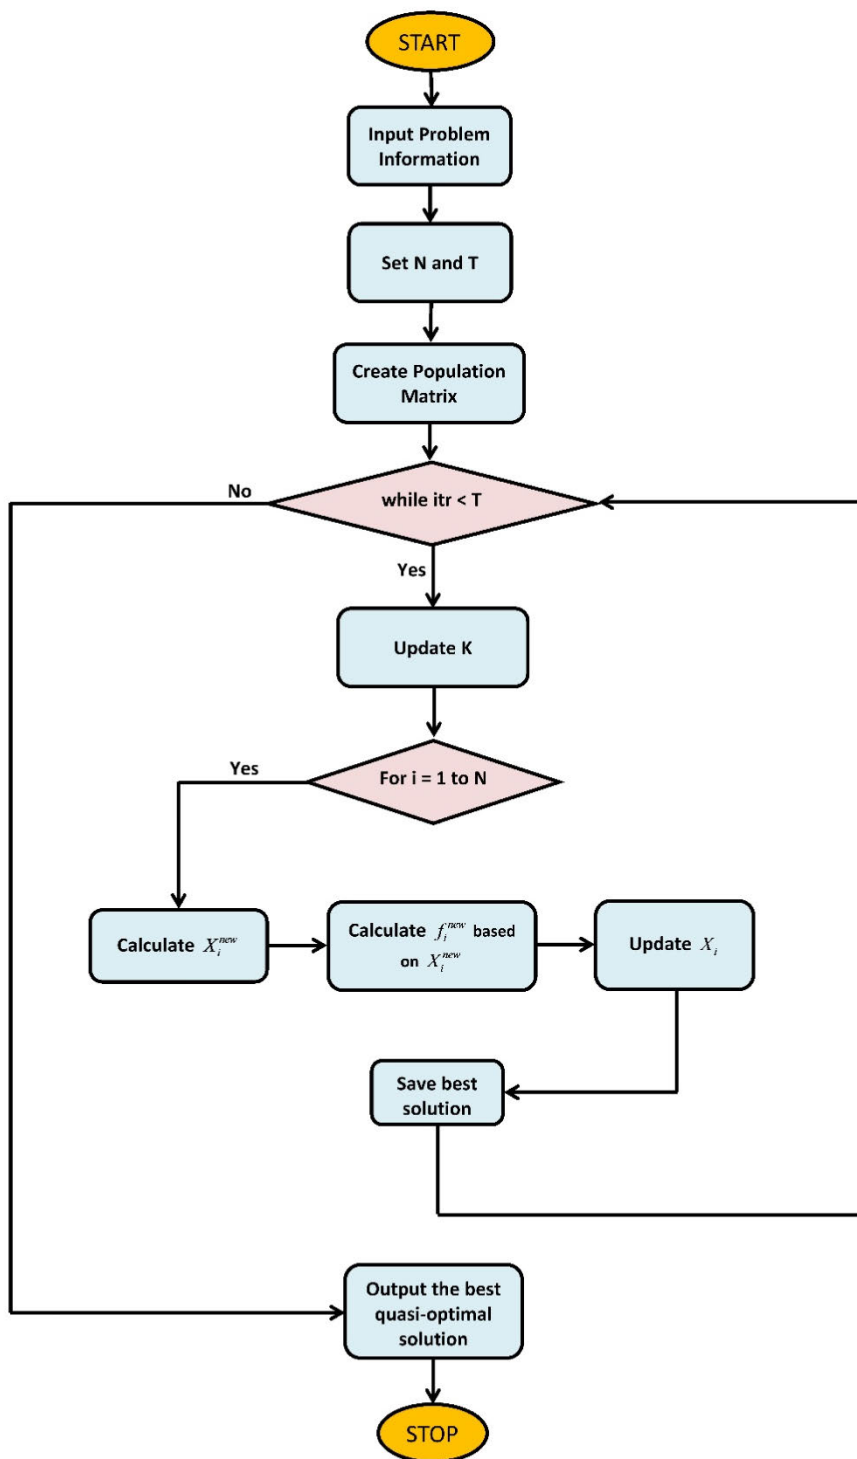 START
Input Problem
Information
Set N and T
Create Population
Matrix
No
while itr < T
Yes
Update K
Yes
For i = 1 to N
Calculate X_i^{new}
Calculate f_i^{new} based
on X_i^{new}
Update X_i
Save best
solution
Output the best
quasi-optimal
solution
STOP